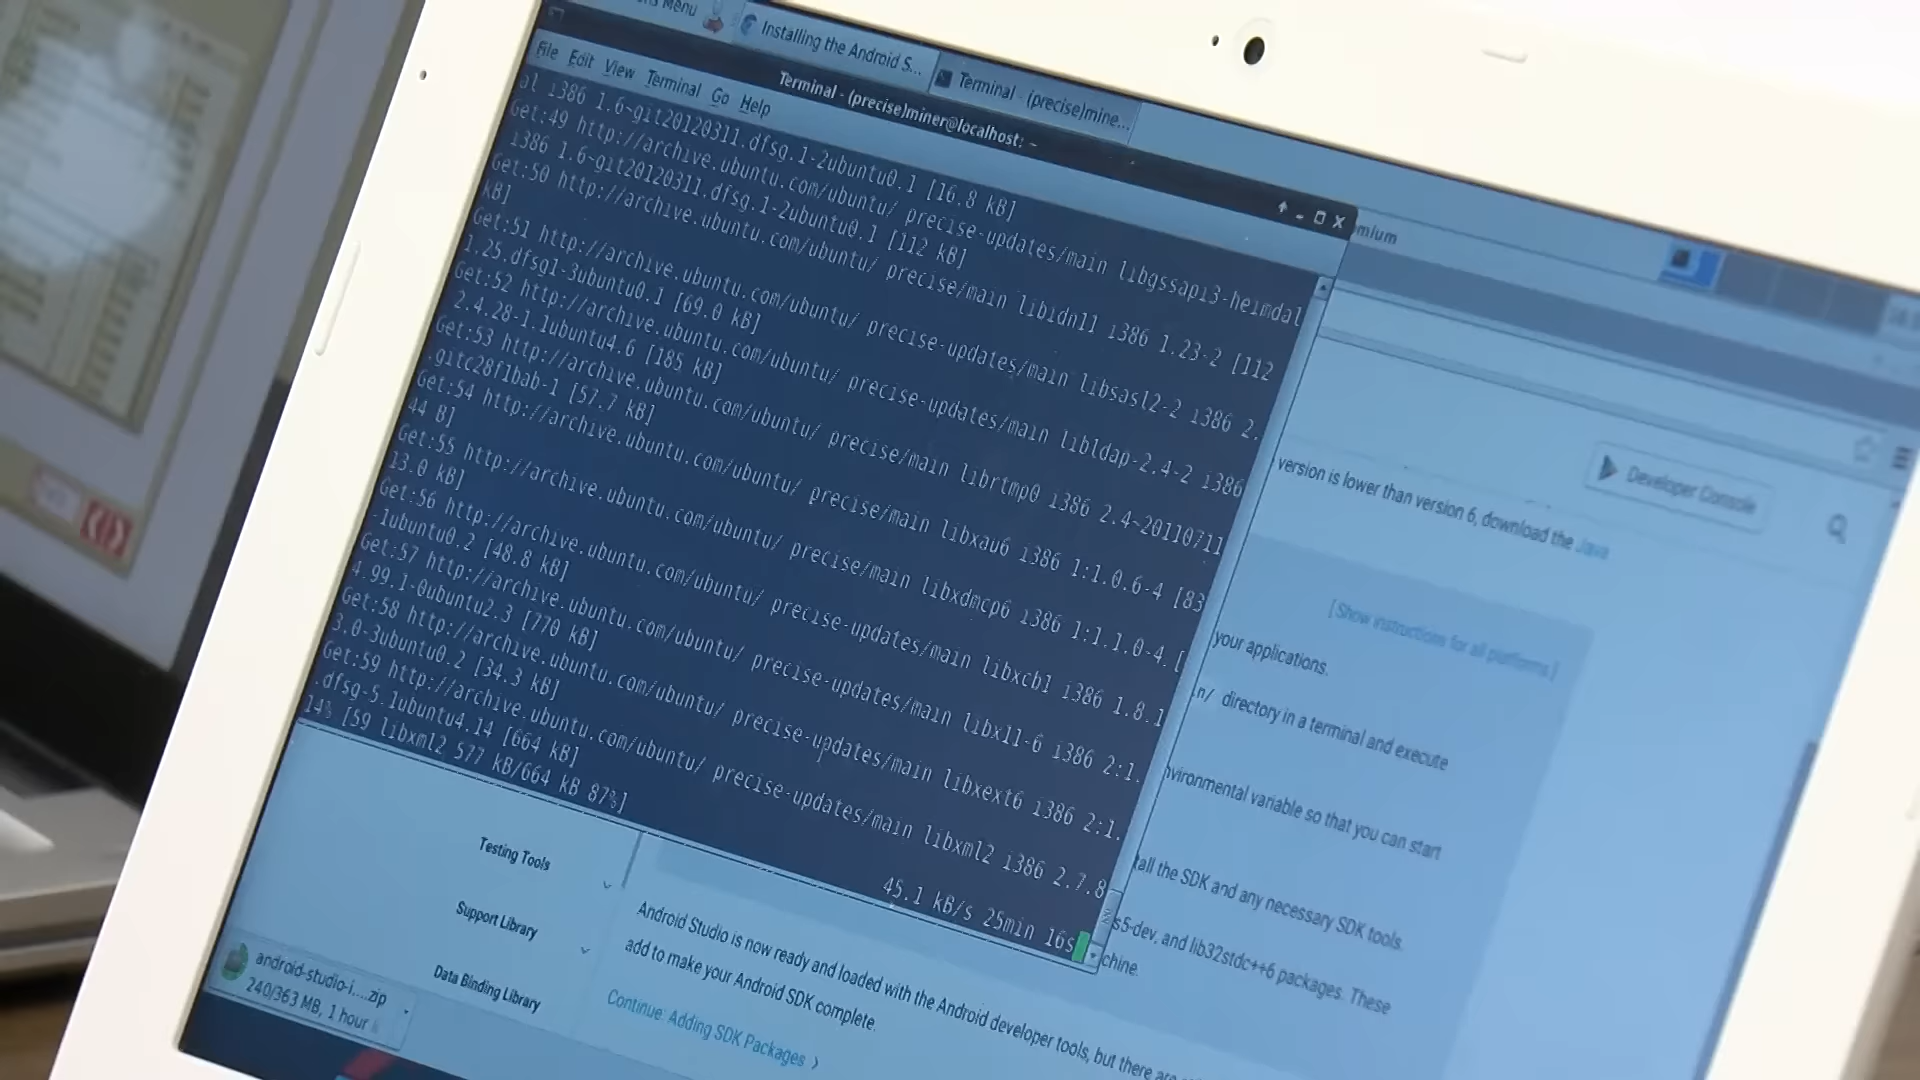 Menu
Installing the Android S...
Terminal - (precise)mine...
Terminal - (precise)miner@localhost: ~
File Edit View Terminal Go Help
al i386 1.6~git20120311.dfsg.1-2ubuntu0.1 [16.8 kB]
Get:49 http://archive.ubuntu.com/ubuntu/ precise-updates/main libgssapi3-heimdal
i386 1.6~git20120311.dfsg.1-2ubuntu0.1 [112 kB]
Get:50 http://archive.ubuntu.com/ubuntu/ precise/main libidn11 i386 1.23-2 [112
kB]
Get:51 http://archive.ubuntu.com/ubuntu/ precise-updates/main libsasl2-2 i386 2.
1.25.dfsg1-3ubuntu0.1 [69.0 kB]
Get:52 http://archive.ubuntu.com/ubuntu/ precise-updates/main libldap-2.4-2 i386
2.4.28-1.1ubuntu4.6 [185 kB]
Get:53 http://archive.ubuntu.com/ubuntu/ precise/main librtmp0 i386 2.4~20110711
.gitc28f1bab-1 [57.7 kB]
Get:54 http://archive.ubuntu.com/ubuntu/ precise/main libxau6 i386 1:1.0.6-4 [83
44 B]
Get:55 http://archive.ubuntu.com/ubuntu/ precise/main libxdmcp6 i386 1:1.1.0-4 [
13.0 kB]
Get:56 http://archive.ubuntu.com/ubuntu/ precise-updates/main libxcb1 i386 1.8.1
-1ubuntu0.2 [48.8 kB]
Get:57 http://archive.ubuntu.com/ubuntu/ precise-updates/main libx11-6 i386 2:1.
4.99.1-0ubuntu2.3 [770 kB]
Get:58 http://archive.ubuntu.com/ubuntu/ precise-updates/main libxext6 i386 2:1.
3.0-3ubuntu0.2 [34.3 kB]
Get:59 http://archive.ubuntu.com/ubuntu/ precise-updates/main libxml2 i386 2.7.8
.dfsg-5.1ubuntu4.14 [664 kB]
14% [59 libxml2 577 kB/664 kB 87%]
45.1 kB/s 25min 16s
mium
Developer Console
version is lower than version 6, download the Java
[Show instructions for all platforms]
your applications.
directory in a terminal and execute
nvironmental variable so that you can start
tall the SDK and any necessary SDK tools.
s5-dev, and lib32stdc++6 packages. These
chine.
Testing Tools
Support Library
Data Binding Library
Android Studio is now ready and loaded with the Android developer tools, but there are
add to make your Android SDK complete.
Continue: Adding SDK Packages
android-studio-i....zip
240/363 MB, 1 hour